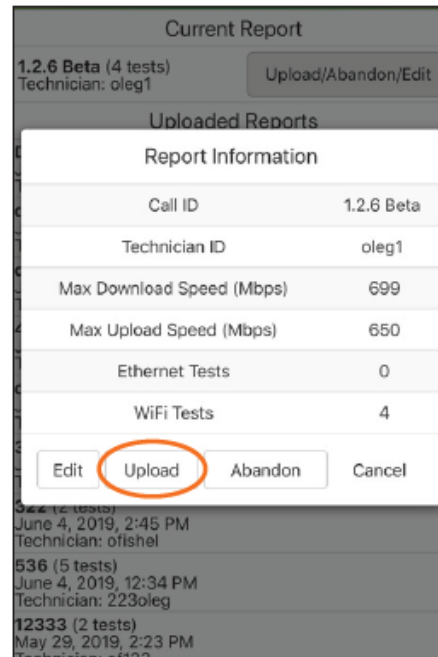 Current Report
1.2.6 Beta (4 tests)
Technician: oleg1
Upload/Abandon/Edit
Uploaded Reports
Report Information
Call ID 1.2.6 Beta
Technician ID oleg1
Max Download Speed (Mbps) 699
Max Upload Speed (Mbps) 650
Ethernet Tests 0
WiFi Tests 4
Edit Upload Abandon Cancel
322 (2 tests)
June 4, 2019, 2:45 PM
Technician: ofishel
536 (5 tests)
June 4, 2019, 12:34 PM
Technician: 223oleg
12333 (2 tests)
May 29, 2019, 2:23 PM